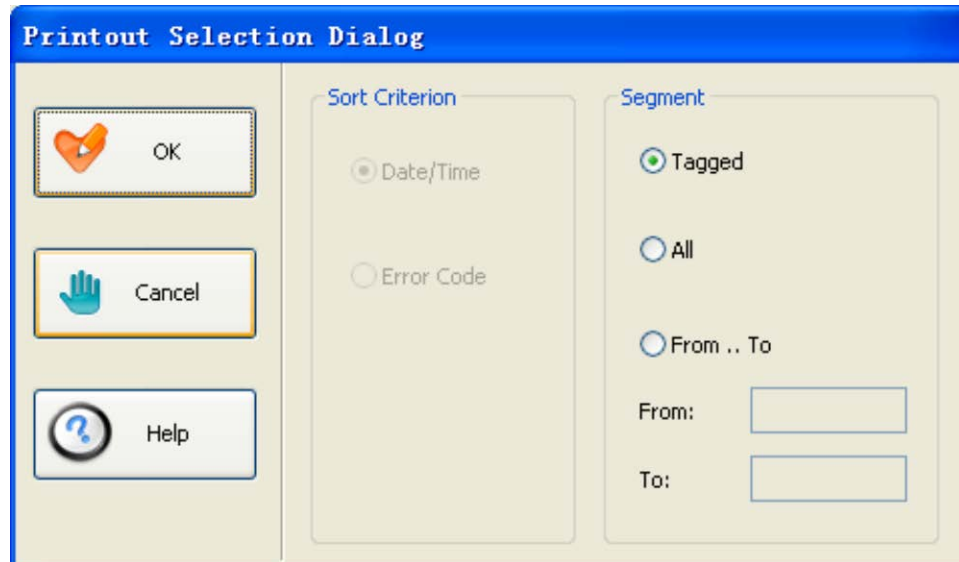 Printout Selection Dialog
OK
Cancel
Help
Sort Criterion
Date/Time
Error Code
Segment
Tagged
All
From .. To
From:
To: